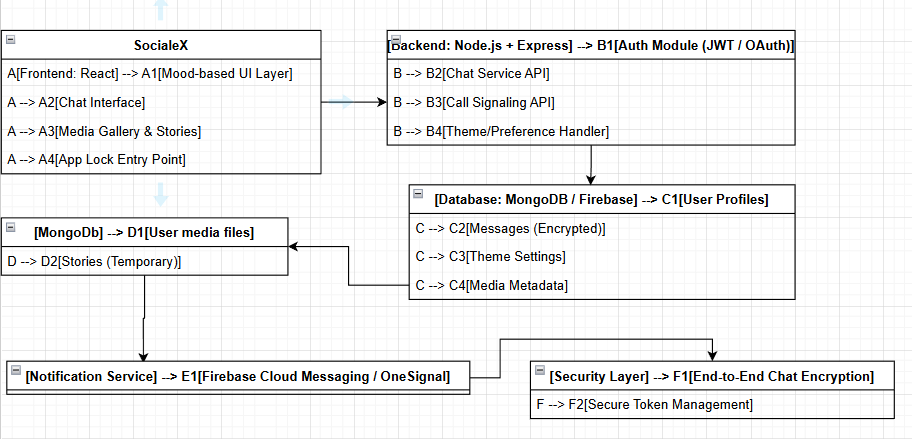 SocialeX
A[Frontend: React] --> A1[Mood-based UI Layer]
A --> A2[Chat Interface]
A --> A3[Media Gallery & Stories]
A --> A4[App Lock Entry Point]
[Backend: Node.js + Express] --> B1[Auth Module (JWT / OAuth)]
B --> B2[Chat Service API]
B --> B3[Call Signaling API]
B --> B4[Theme/Preference Handler]
[Database: MongoDB / Firebase] --> C1[User Profiles]
C --> C2[Messages (Encrypted)]
C --> C3[Theme Settings]
C --> C4[Media Metadata]
[MongoDb] --> D1[User media files]
D --> D2[Stories (Temporary)]
[Notification Service] --> E1[Firebase Cloud Messaging / OneSignal]
[Security Layer] --> F1[End-to-End Chat Encryption]
F --> F2[Secure Token Management]